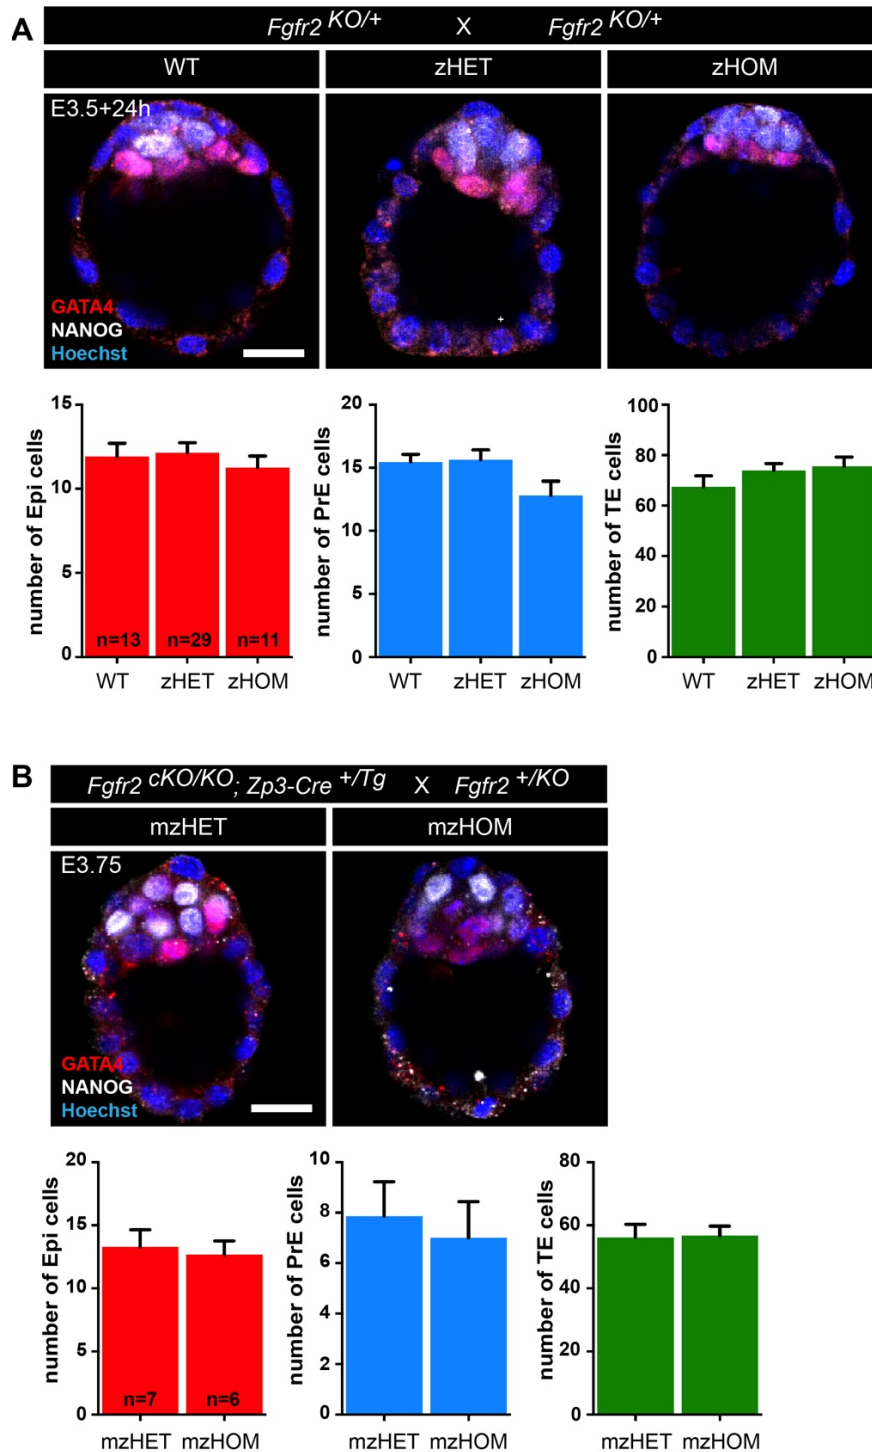 A
Fgfr2 KO/+ X Fgfr2 KO/+
WT zHET zHOM
E3.5+24h
GATA4
NANOG
Hoechst
number of Epi cells
15
10
5
0
n=13 n=29 n=11
WT zHET zHOM
number of PrE cells
20
15
10
5
0
WT zHET zHOM
number of TE cells
100
80
60
40
20
0
WT zHET zHOM
B
Fgfr2 cKO/KO; Zp3-Cre +/Tg X Fgfr2 +/KO
mzHET mzHOM
E3.75
GATA4
NANOG
Hoechst
number of Epi cells
20
15
10
5
0
n=7 n=6
mzHET mzHOM
number of PrE cells
10
8
6
4
2
0
mzHET mzHOM
number of TE cells
80
60
40
20
0
mzHET mzHOM